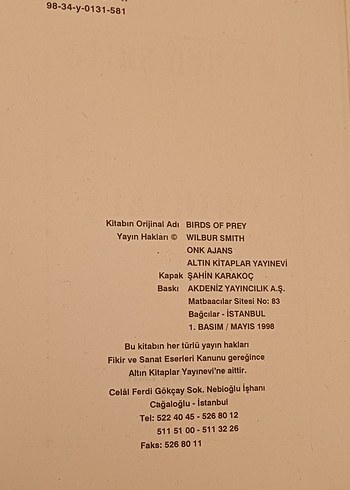 98-34-y-0131-581
Kitabın Orijinal Adı BIRDS OF PREY
Yayın Hakları © WILBUR SMITH
ONK AJANS
ALTIN KİTAPLAR YAYINEVİ
Kapak ŞAHİN KARAKOÇ
Baskı AKDENİZ YAYINCILIK A.Ş.
Matbaacılar Sitesi No: 83
Bağcılar - İSTANBUL
1. BASIM / MAYIS 1998
Bu kitabın her türlü yayın hakları
Fikir ve Sanat Eserleri Kanunu gereğince
Altın Kitaplar Yayınevi'ne aittir.
Celâl Ferdi Gökçay Sok. Nebioğlu İşhanı
Cağaloğlu - İstanbul
Tel: 522 40 45 - 526 80 12
511 51 00 - 511 32 26
Faks: 526 80 11